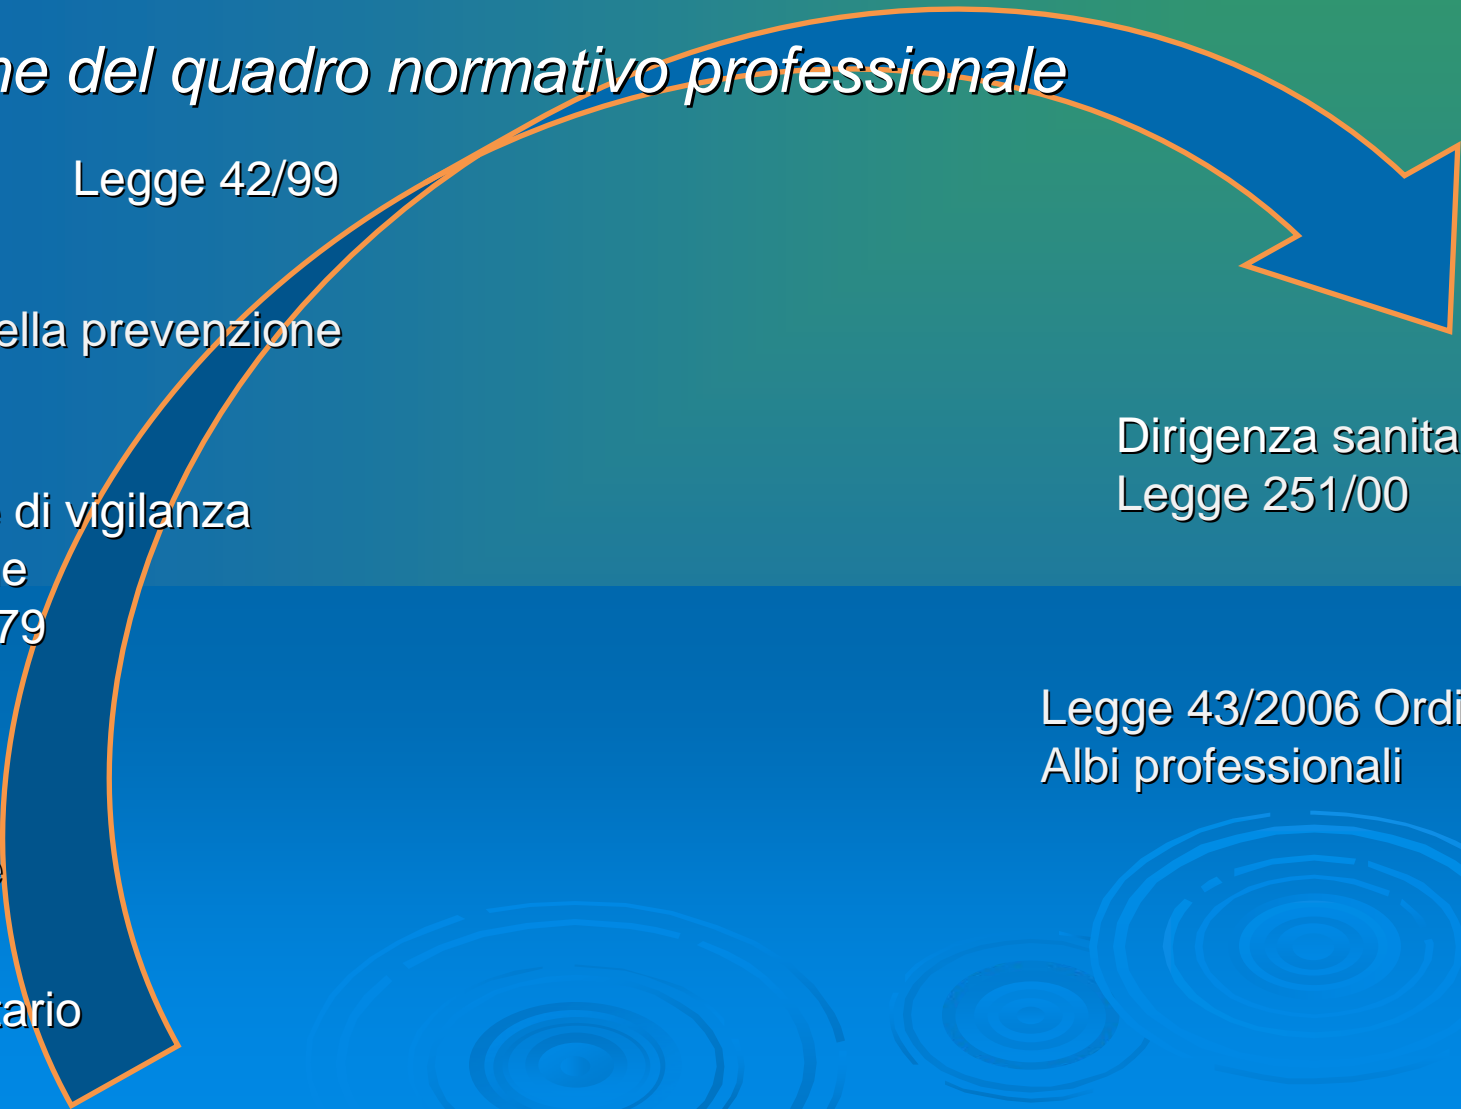 ne del quadro normativo professionale
Legge 42/99
ella prevenzione
di vigilanza
e
79
e
tario
Dirigenza sanita
Legge 251/00
Legge 43/2006 Ordi
Albi professionali